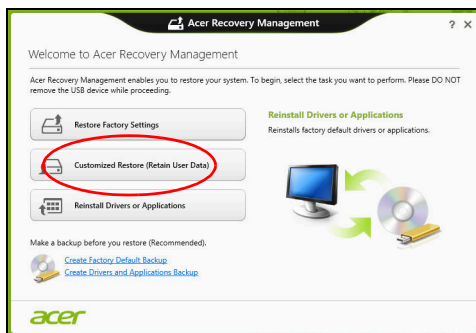 Acer Recovery Management
? X
Welcome to Acer Recovery Management
Acer Recovery Management enables you to restore your system. To begin, select the task you want to perform. Please DO NOT
remove the USB device while proceeding.
Restore Factory Settings
Customized Restore (Retain User Data)
Reinstall Drivers or Applications
Reinstall Drivers or Applications
Reinstalls factory default drivers or applications.
Make a backup before you restore (Recommended).
Create Factory Default Backup
Create Drivers and Applications Backup
acer